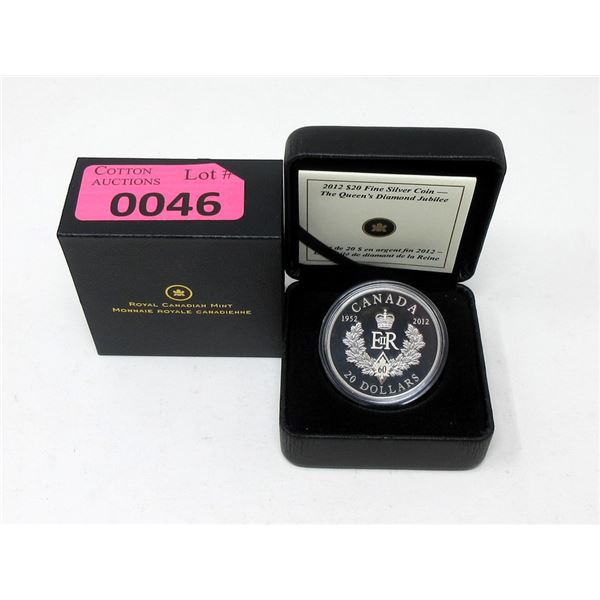 COTTON
AUCTIONS
Lot #
0046
ROYAL CANADIAN MINT
MONNAIE ROYALE CANADIENNE
2012 $20 Fine Silver Coin —
The Queen's Diamond Jubilee
de 20 $ en argent fin 2012 —
de diamant de la Reine
CANADA
1952 2012
EIIR
60
20 DOLLARS